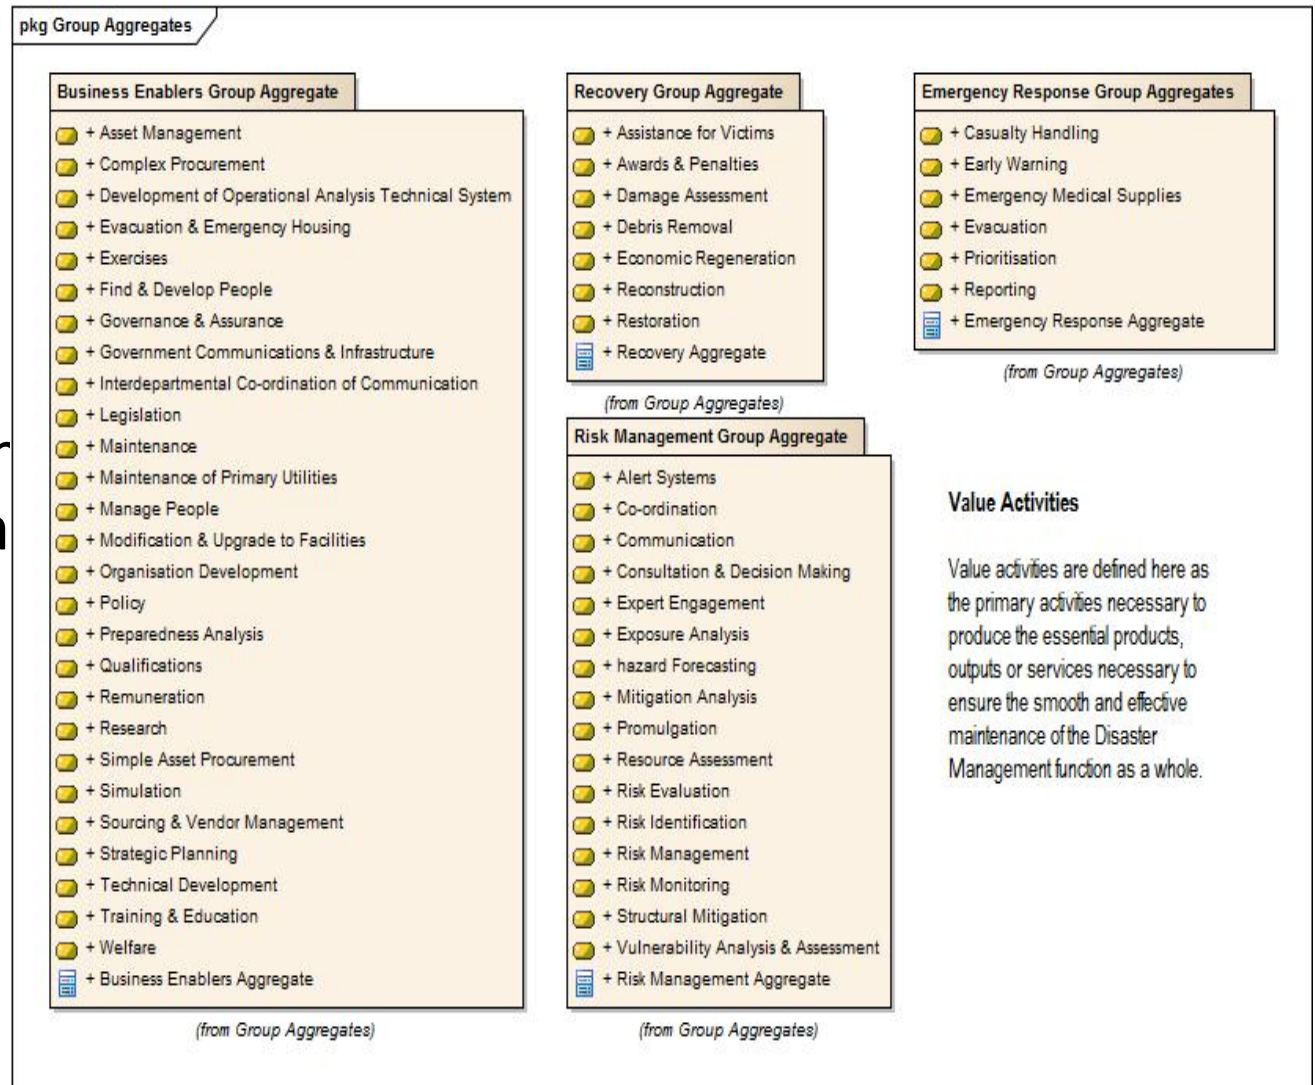 pkg Group Aggregates
Business Enablers Group Aggregate
+ Asset Management
+ Complex Procurement
+ Development of Operational Analysis Technical System
+ Evacuation & Emergency Housing
+ Exercises
+ Find & Develop People
+ Governance & Assurance
+ Government Communications & Infrastructure
+ Interdepartmental Co-ordination of Communication
+ Legislation
+ Maintenance
+ Maintenance of Primary Utilities
+ Manage People
+ Modification & Upgrade to Facilities
+ Organisation Development
+ Policy
+ Preparedness Analysis
+ Qualifications
+ Remuneration
+ Research
+ Simple Asset Procurement
+ Simulation
+ Sourcing & Vendor Management
+ Strategic Planning
+ Technical Development
+ Training & Education
+ Welfare
+ Business Enablers Aggregate
(from Group Aggregates)
Recovery Group Aggregate
+ Assistance for Victims
+ Awards & Penalties
+ Damage Assessment
+ Debris Removal
+ Economic Regeneration
+ Reconstruction
+ Restoration
+ Recovery Aggregate
(from Group Aggregates)
Risk Management Group Aggregate
+ Alert Systems
+ Co-ordination
+ Communication
+ Consultation & Decision Making
+ Expert Engagement
+ Exposure Analysis
+ hazard Forecasting
+ Mitigation Analysis
+ Promulgation
+ Resource Assessment
+ Risk Evaluation
+ Risk Identification
+ Risk Management
+ Risk Monitoring
+ Structural Mitigation
+ Vulnerability Analysis & Assessment
+ Risk Management Aggregate
(from Group Aggregates)
Emergency Response Group Aggregates
+ Casualty Handling
+ Early Warning
+ Emergency Medical Supplies
+ Evacuation
+ Prioritisation
+ Reporting
+ Emergency Response Aggregate
(from Group Aggregates)
Value Activities
Value activities are defined here as
the primary activities necessary to
produce the essential products,
outputs or services necessary to
ensure the smooth and effective
maintenance of the Disaster
Management function as a whole.